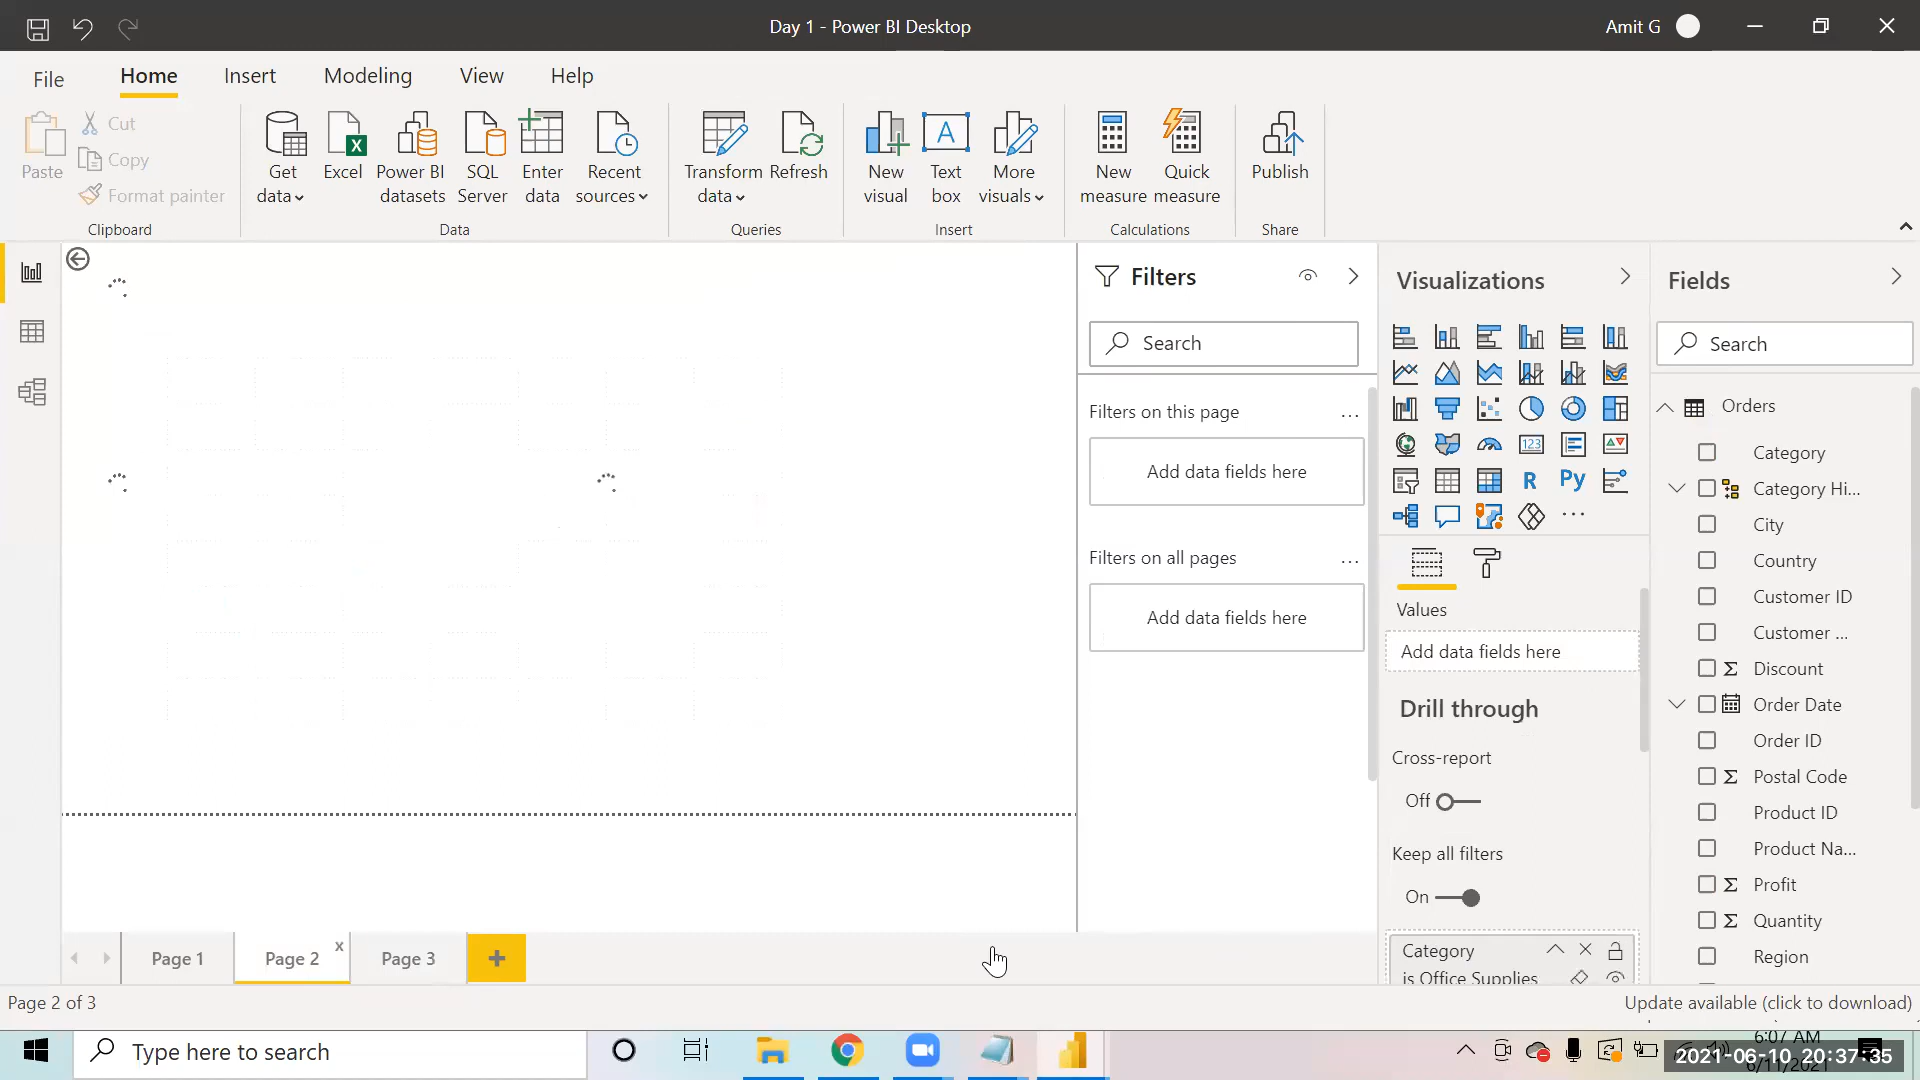 Day 1 - Power BI Desktop
Amit G
File
Home
Insert
Modeling
View
Help
Paste
Cut
Copy
Format painter
Clipboard
Get data
Excel
Power BI datasets
SQL Server
Enter data
Recent sources
Data
Transform data
Refresh
Queries
New visual
Text box
More visuals
Insert
New measure
Quick measure
Calculations
Publish
Share
Filters
Search
Filters on this page
...
Add data fields here
Filters on all pages
...
Add data fields here
Visualizations
123
R
Py
...
Values
Add data fields here
Drill through
Cross-report
Off
Keep all filters
On
Category
is Office Supplies
Fields
Search
Orders
Category
Category Hi...
City
Country
Customer ID
Customer ...
Discount
Order Date
Order ID
Postal Code
Product ID
Product Na...
Profit
Quantity
Region
Page 1
Page 2
x
Page 3
+
Page 2 of 3
Update available (click to download)
Type here to search
6:07 AM
6/11/2021
2021-06-10 20:37:35